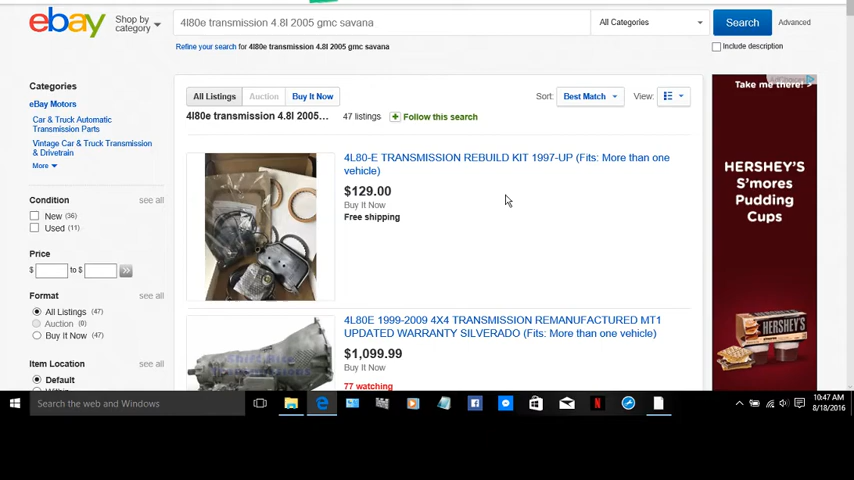 ebay
Shop by
category
4l80e transmission 4.8l 2005 gmc savana
All Categories
Search
Advanced
Refine your search for 4l80e transmission 4.8l 2005 gmc savana
Include description
Categories
eBay Motors
Car & Truck Automatic
Transmission Parts
Vintage Car & Truck Transmission
& Drivetrain
More
Condition
see all
New (36)
Used (11)
Price
$
to $
Format
see all
All Listings (47)
Auction (0)
Buy It Now (47)
Item Location
see all
Default
All Listings
Auction
Buy It Now
Sort:
Best Match
View:
4l80e transmission 4.8l 2005...
47 listings
Follow this search
4L80-E TRANSMISSION REBUILD KIT 1997-UP (Fits: More than one
vehicle)
$129.00
Buy It Now
Free shipping
4L80E 1999-2009 4X4 TRANSMISSION REMANUFACTURED MT1
UPDATED WARRANTY SILVERADO (Fits: More than one vehicle)
$1,099.99
Buy It Now
77 watching
Take me there!
HERSHEY'S
S'mores
Pudding
Cups
HERSHEY'S
Search the web and Windows
10:47 AM
8/18/2016